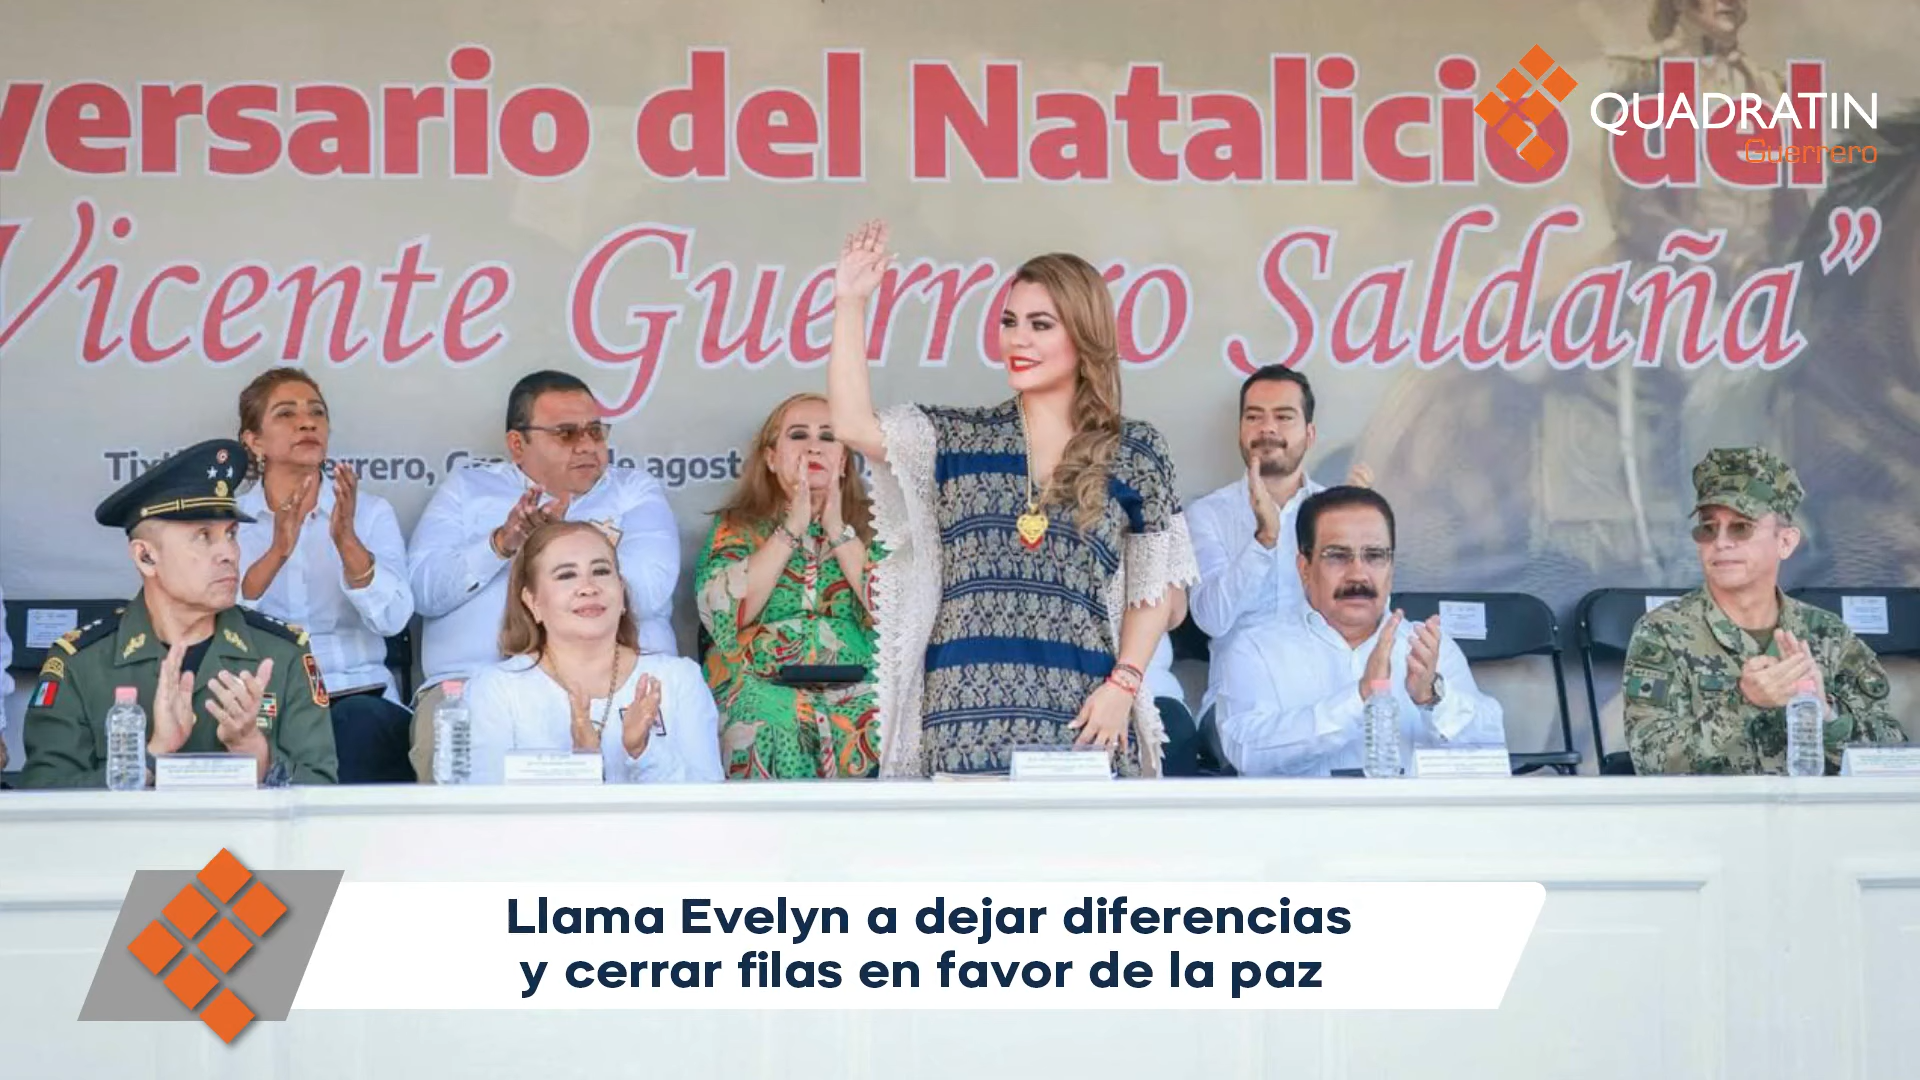 versario del Natalicio del
Vicente Guerrero Saldaña”
QUADRATIN
Guerrero
Llama Evelyn a dejar diferencias
y cerrar filas en favor de la paz